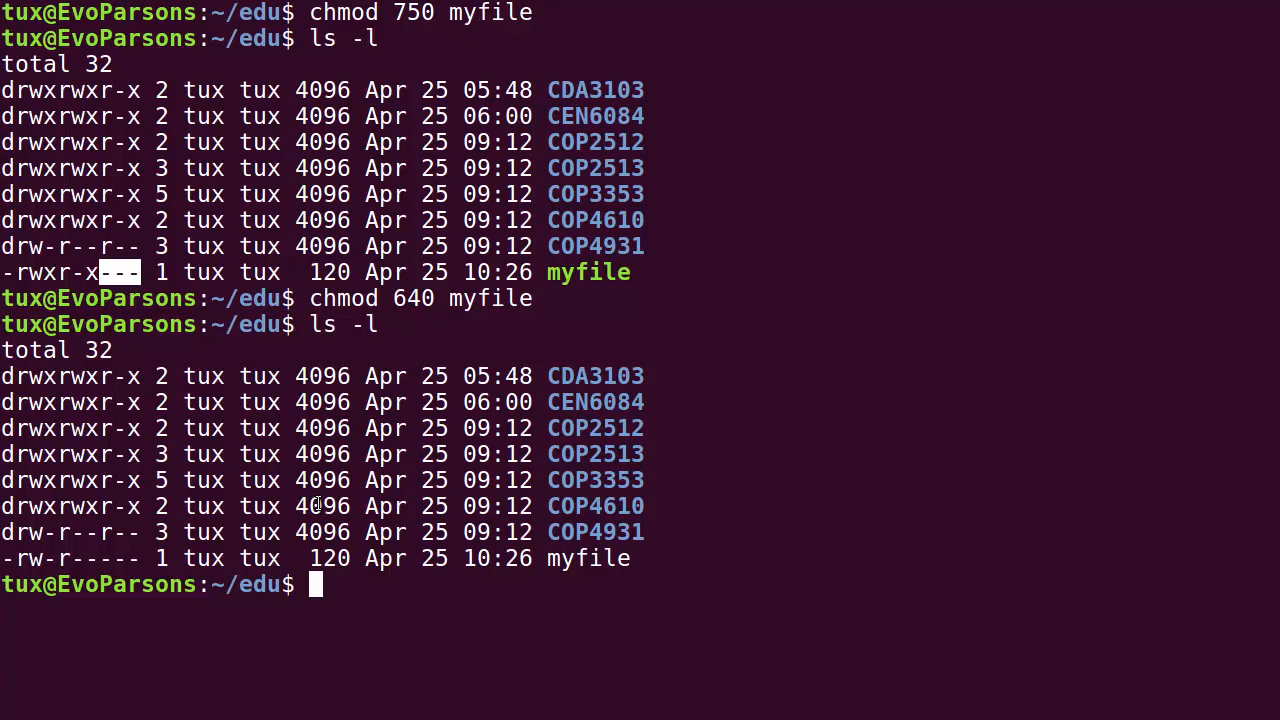 tux@EvoParsons:~/edu$ chmod 750 myfile
tux@EvoParsons:~/edu$ ls -l
total 32
drwxrwxr-x 2 tux tux 4096 Apr 25 05:48 CDA3103
drwxrwxr-x 2 tux tux 4096 Apr 25 06:00 CEN6084
drwxrwxr-x 2 tux tux 4096 Apr 25 09:12 COP2512
drwxrwxr-x 3 tux tux 4096 Apr 25 09:12 COP2513
drwxrwxr-x 5 tux tux 4096 Apr 25 09:12 COP3353
drwxrwxr-x 2 tux tux 4096 Apr 25 09:12 COP4610
drw-r--r-- 3 tux tux 4096 Apr 25 09:12 COP4931
-rwxr-x--- 1 tux tux  120 Apr 25 10:26 myfile
tux@EvoParsons:~/edu$ chmod 640 myfile
tux@EvoParsons:~/edu$ ls -l
total 32
drwxrwxr-x 2 tux tux 4096 Apr 25 05:48 CDA3103
drwxrwxr-x 2 tux tux 4096 Apr 25 06:00 CEN6084
drwxrwxr-x 2 tux tux 4096 Apr 25 09:12 COP2512
drwxrwxr-x 3 tux tux 4096 Apr 25 09:12 COP2513
drwxrwxr-x 5 tux tux 4096 Apr 25 09:12 COP3353
drwxrwxr-x 2 tux tux 4096 Apr 25 09:12 COP4610
drw-r--r-- 3 tux tux 4096 Apr 25 09:12 COP4931
-rw-r----- 1 tux tux  120 Apr 25 10:26 myfile
tux@EvoParsons:~/edu$